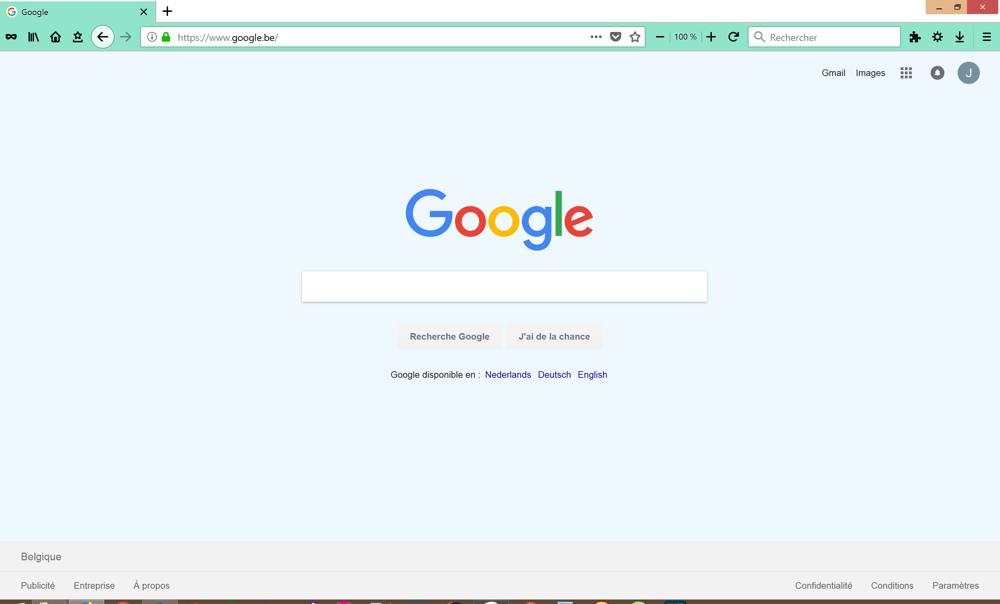 Google
https://www.google.be/
100 %
Rechercher
Gmail Images J
Google
Recherche Google J'ai de la chance
Google disponible en : Nederlands Deutsch English
Belgique
Publicité Entreprise À propos Confidentialité Conditions Paramètres